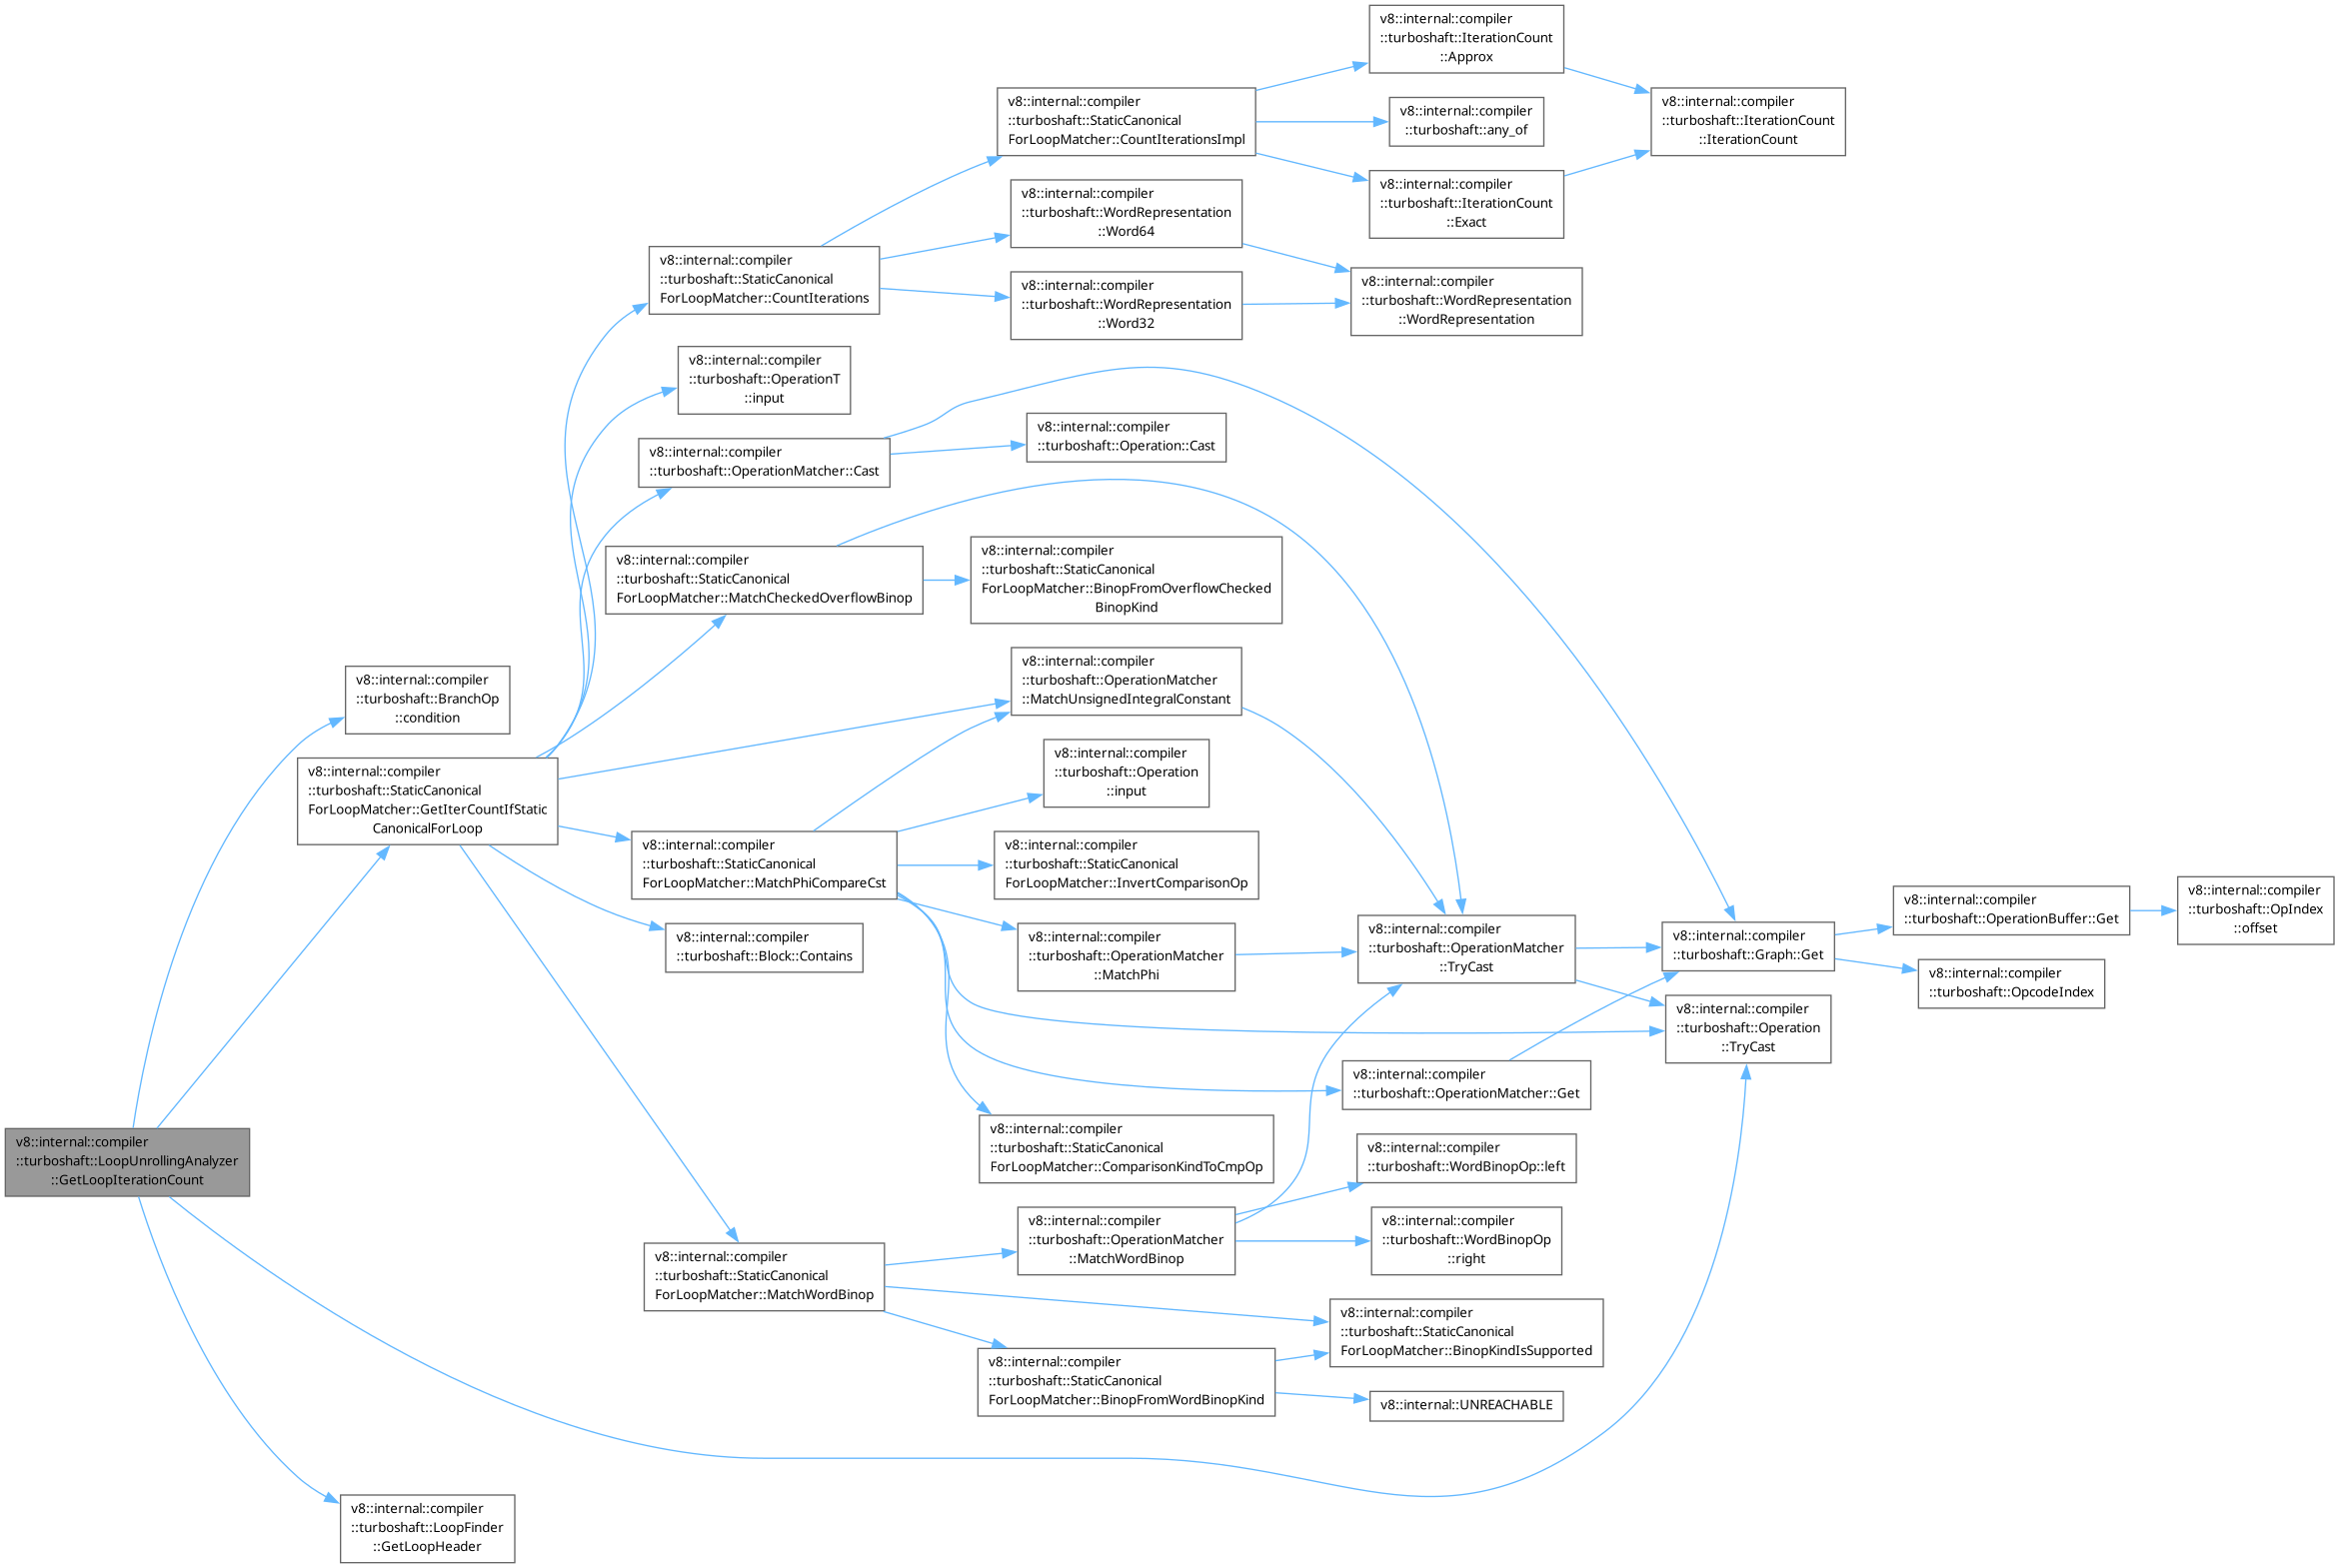 v8::internal::compiler
::turboshaft::IterationCount
::Approx
v8::internal::compiler
::turboshaft::StaticCanonical
ForLoopMatcher::CountIterationsImpl
v8::internal::compiler
::turboshaft::any_of
v8::internal::compiler
::turboshaft::IterationCount
::IterationCount
v8::internal::compiler
::turboshaft::IterationCount
::Exact
v8::internal::compiler
::turboshaft::WordRepresentation
::Word64
v8::internal::compiler
::turboshaft::StaticCanonical
ForLoopMatcher::CountIterations
v8::internal::compiler
::turboshaft::WordRepresentation
::Word32
v8::internal::compiler
::turboshaft::WordRepresentation
::WordRepresentation
v8::internal::compiler
::turboshaft::OperationT
::input
v8::internal::compiler
::turboshaft::OperationMatcher::Cast
v8::internal::compiler
::turboshaft::Operation::Cast
v8::internal::compiler
::turboshaft::StaticCanonical
ForLoopMatcher::MatchCheckedOverflowBinop
v8::internal::compiler
::turboshaft::StaticCanonical
ForLoopMatcher::BinopFromOverflowChecked
BinopKind
v8::internal::compiler
::turboshaft::BranchOp
::condition
v8::internal::compiler
::turboshaft::OperationMatcher
::MatchUnsignedIntegralConstant
v8::internal::compiler
::turboshaft::StaticCanonical
ForLoopMatcher::GetIterCountIfStatic
CanonicalForLoop
v8::internal::compiler
::turboshaft::Operation
::input
v8::internal::compiler
::turboshaft::StaticCanonical
ForLoopMatcher::MatchPhiCompareCst
v8::internal::compiler
::turboshaft::StaticCanonical
ForLoopMatcher::InvertComparisonOp
v8::internal::compiler
::turboshaft::Block::Contains
v8::internal::compiler
::turboshaft::OperationMatcher
::MatchPhi
v8::internal::compiler
::turboshaft::OperationMatcher
::TryCast
v8::internal::compiler
::turboshaft::Graph::Get
v8::internal::compiler
::turboshaft::OperationBuffer::Get
v8::internal::compiler
::turboshaft::OpIndex
::offset
v8::internal::compiler
::turboshaft::OpcodeIndex
v8::internal::compiler
::turboshaft::Operation
::TryCast
v8::internal::compiler
::turboshaft::OperationMatcher::Get
v8::internal::compiler
::turboshaft::StaticCanonical
ForLoopMatcher::ComparisonKindToCmpOp
v8::internal::compiler
::turboshaft::LoopUnrollingAnalyzer
::GetLoopIterationCount
v8::internal::compiler
::turboshaft::WordBinopOp::left
v8::internal::compiler
::turboshaft::OperationMatcher
::MatchWordBinop
v8::internal::compiler
::turboshaft::WordBinopOp
::right
v8::internal::compiler
::turboshaft::StaticCanonical
ForLoopMatcher::MatchWordBinop
v8::internal::compiler
::turboshaft::StaticCanonical
ForLoopMatcher::BinopKindIsSupported
v8::internal::compiler
::turboshaft::StaticCanonical
ForLoopMatcher::BinopFromWordBinopKind
v8::internal::UNREACHABLE
v8::internal::compiler
::turboshaft::LoopFinder
::GetLoopHeader